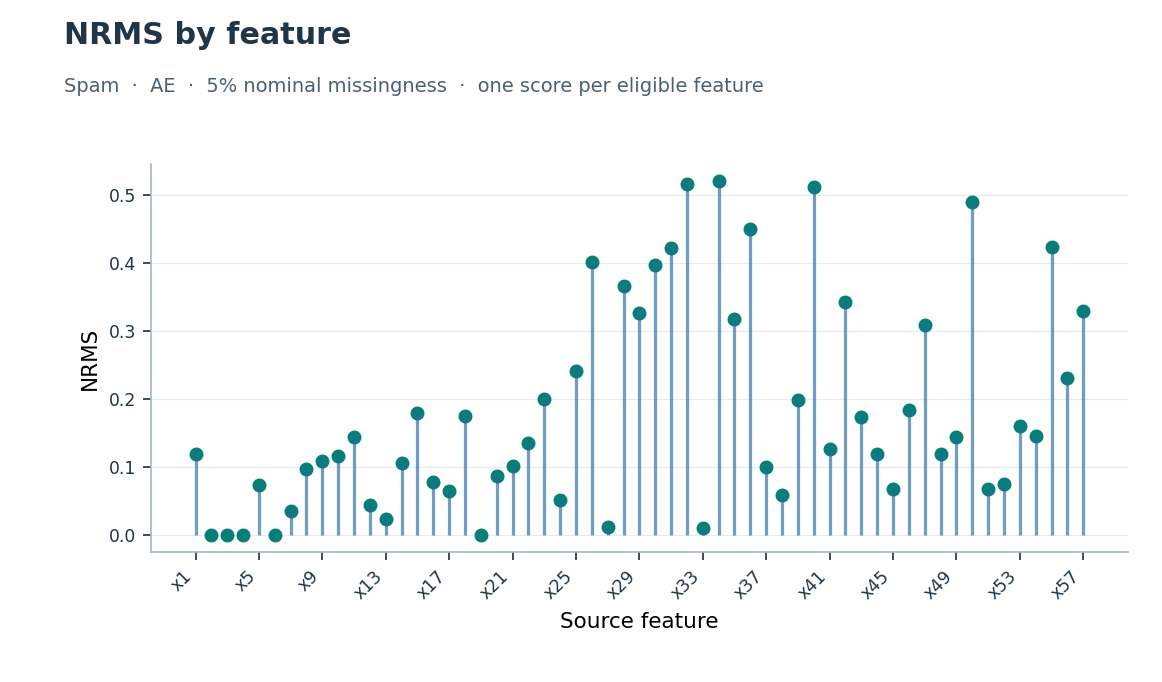 NRMS by feature
Spam · AE · 5% nominal missingness · one score per eligible feature
NRMS
0.5
0.4
0.3
0.2
0.1
0.0
x1 x5 x9 x13 x17 x21 x25 x29 x33 x37 x41 x45 x49 x53 x57
Source feature